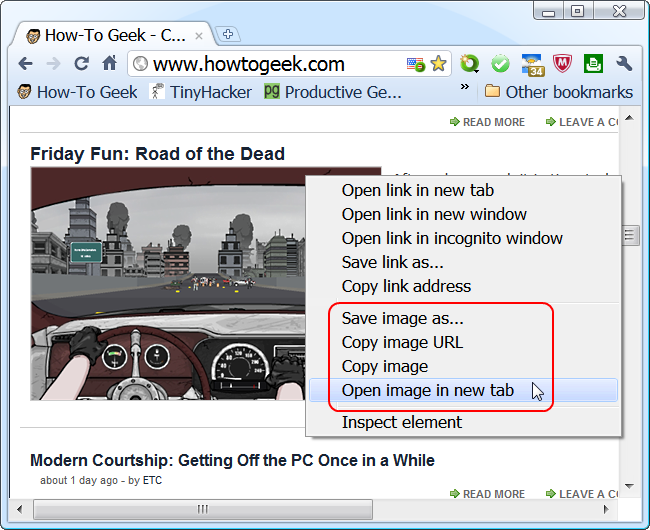 How-To Geek - C...
www.howtogeek.com
34
How-To Geek
TinyHacker
pg Productive Ge...
» Other bookmarks
READ MORE
LEAVE A CO
Friday Fun: Road of the Dead
Open link in new tab
Open link in new window
Open link in incognito window
Save link as...
Copy link address
Save image as...
Copy image URL
Copy image
Open image in new tab
Inspect element
Modern Courtship: Getting Off the PC Once in a While
about 1 day ago - by ETC
READ MORE
LEAVE A CO